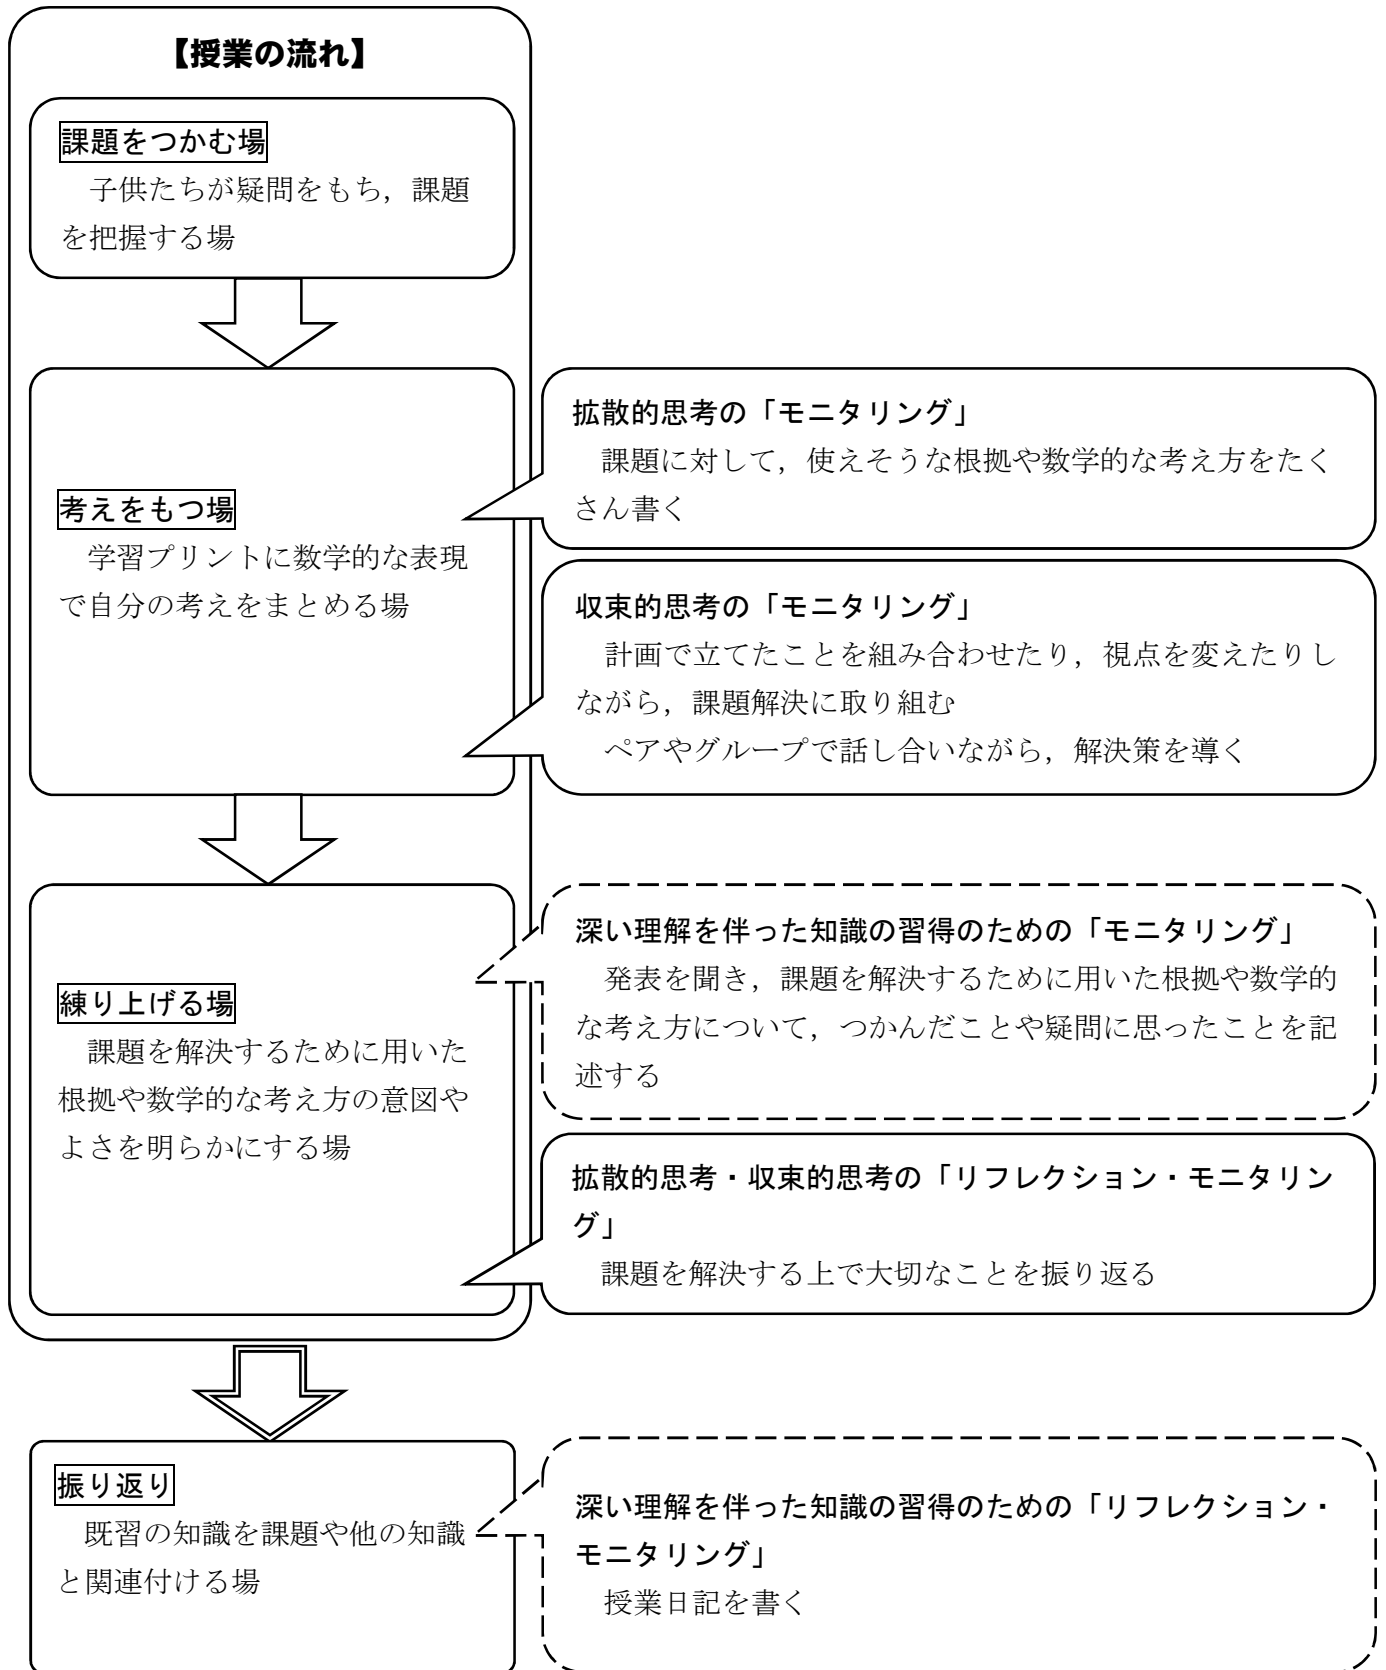 【授業の流れ】
課題をつかむ場
子供たちが疑問をもち，課題
を把握する場
考えをもつ場
学習プリントに数学的な表現
で自分の考えをまとめる場
拡散的思考の「モニタリング」
課題に対して，使えそうな根拠や数学的な考え方をたく
さん書く
収束的思考の「モニタリング」
計画で立てたことを組み合わせたり，視点を変えたりし
ながら，課題解決に取り組む
ペアやグループで話し合いながら，解決策を導く
練り上げる場
課題を解決するために用いた
根拠や数学的な考え方の意図や
よさを明らかにする場
深い理解を伴った知識の習得のための「モニタリング」
発表を聞き，課題を解決するために用いた根拠や数学的
な考え方について，つかんだことや疑問に思ったことを記
述する
拡散的思考・収束的思考の「リフレクション・モニタリン
グ」
課題を解決する上で大切なことを振り返る
振り返り
既習の知識を課題や他の知識
と関連付ける場
深い理解を伴った知識の習得のための「リフレクション・
モニタリング」
授業日記を書く